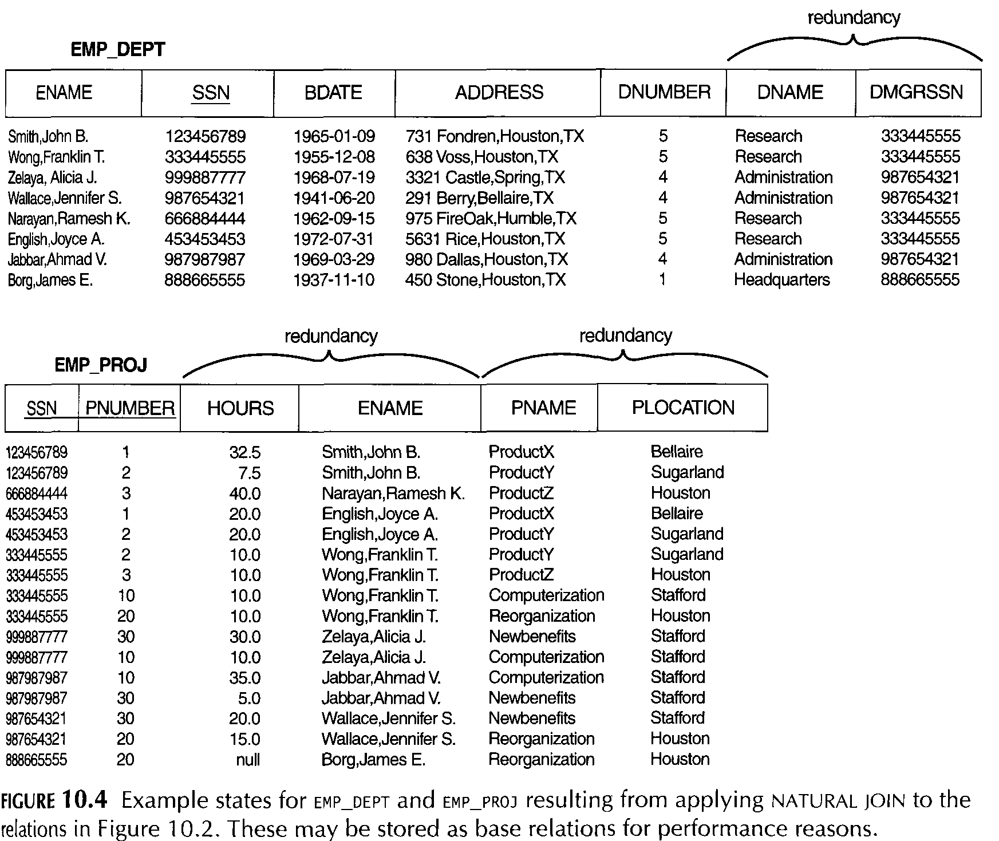 redundancy
EMP_DEPT
ENAME SSN BDATE ADDRESS DNUMBER DNAME DMGRSSN
Smith,John B. 123456789 1965-01-09 731 Fondren,Houston,TX 5 Research 333445555
Wong,Franklin T. 333445555 1955-12-08 638 Voss,Houston,TX 5 Research 333445555
Zelaya, Alicia J. 999887777 1968-07-19 3321 Castle,Spring,TX 4 Administration 987654321
Wallace,Jennifer S. 987654321 1941-06-20 291 Berry,Bellaire,TX 4 Administration 987654321
Narayan,Ramesh K. 666884444 1962-09-15 975 FireOak,Humble,TX 5 Research 333445555
English,Joyce A. 453453453 1972-07-31 5631 Rice,Houston,TX 5 Research 333445555
Jabbar,Ahmad V. 987987987 1969-03-29 980 Dallas,Houston,TX 4 Administration 987654321
Borg,James E. 888665555 1937-11-10 450 Stone,Houston,TX 1 Headquarters 888665555
redundancy redundancy
EMP_PROJ
SSN PNUMBER HOURS ENAME PNAME PLOCATION
123456789 1 32.5 Smith,John B. ProductX Bellaire
123456789 2 7.5 Smith,John B. ProductY Sugarland
666884444 3 40.0 Narayan,Ramesh K. ProductZ Houston
453453453 1 20.0 English,Joyce A. ProductX Bellaire
453453453 2 20.0 English,Joyce A. ProductY Sugarland
333445555 2 10.0 Wong,Franklin T. ProductY Sugarland
333445555 3 10.0 Wong,Franklin T. ProductZ Houston
333445555 10 10.0 Wong,Franklin T. Computerization Stafford
333445555 20 10.0 Wong,Franklin T. Reorganization Houston
999887777 30 30.0 Zelaya,Alicia J. Newbenefits Stafford
999887777 10 10.0 Zelaya,Alicia J. Computerization Stafford
987987987 10 35.0 Jabbar,Ahmad V. Computerization Stafford
987987987 30 5.0 Jabbar,Ahmad V. Newbenefits Stafford
987654321 30 20.0 Wallace,Jennifer S. Newbenefits Stafford
987654321 20 15.0 Wallace,Jennifer S. Reorganization Houston
888665555 20 null Borg,James E. Reorganization Houston
FIGURE 10.4 Example states for EMP_DEPT and EMP_PROJ resulting from applying NATURAL JOIN to the
relations in Figure 10.2. These may be stored as base relations for performance reasons.